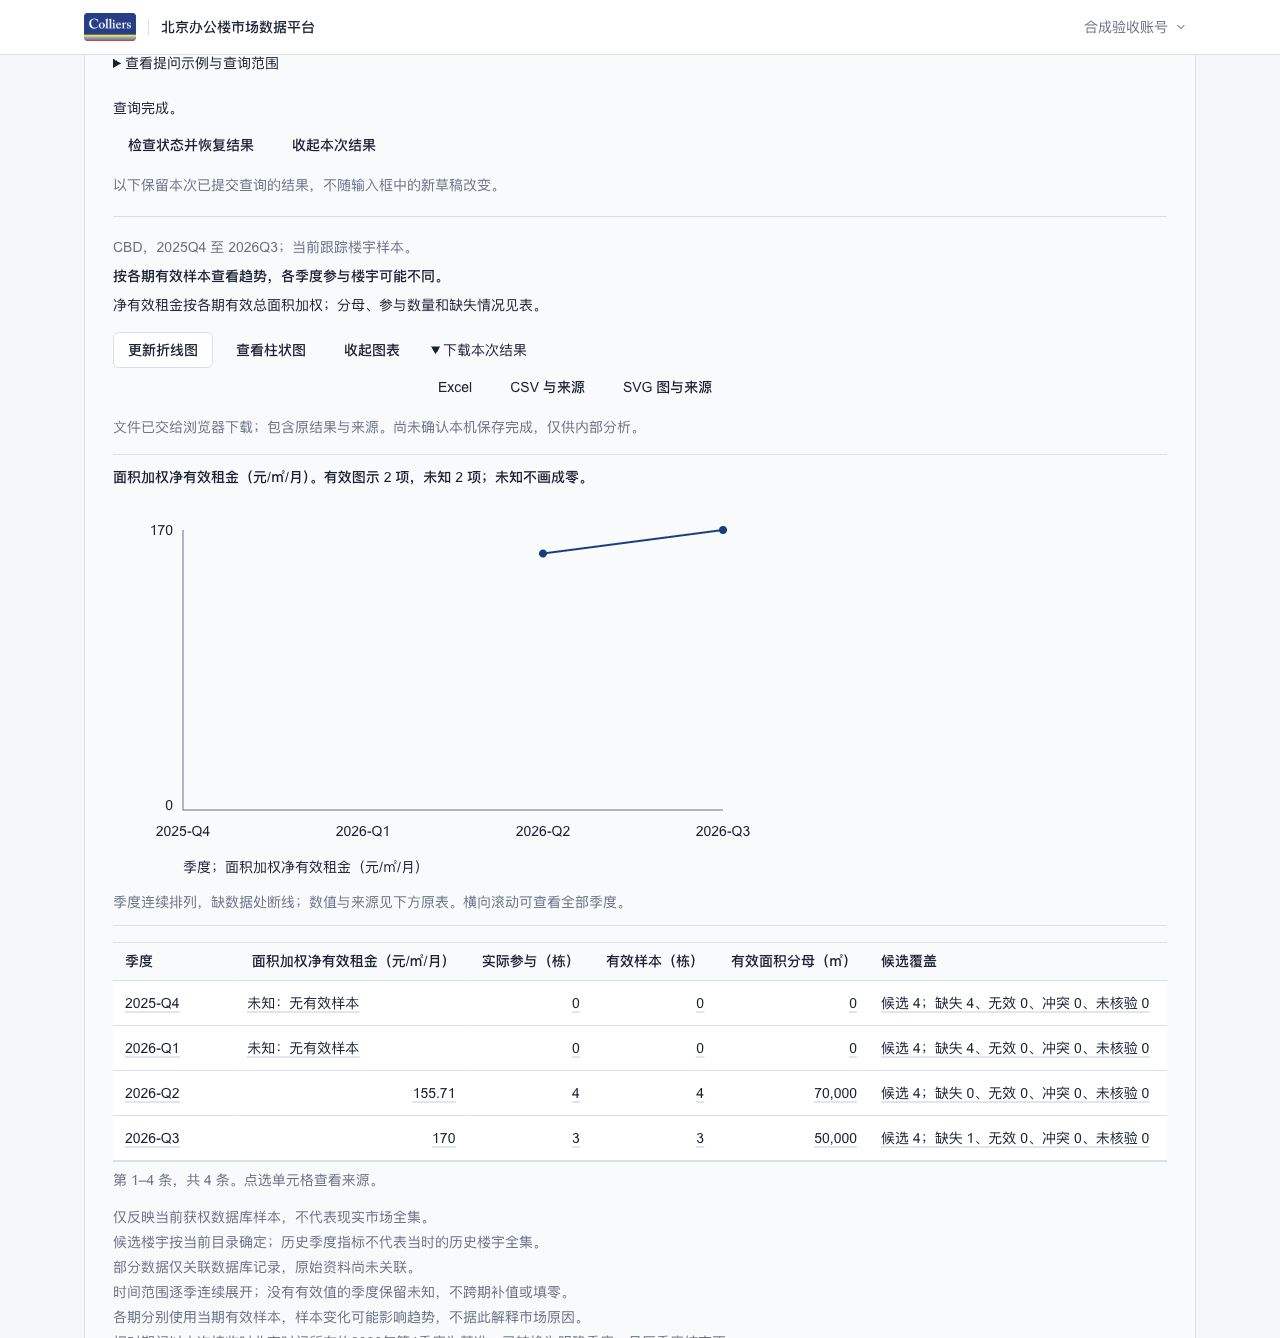 Colliers
北京办公楼市场数据平台
合成验收账号
查看提问示例与查询范围
查询完成。
检查状态并恢复结果 收起本次结果
以下保留本次已提交查询的结果，不随输入框中的新草稿改变。
CBD，2025Q4 至 2026Q3；当前跟踪楼宇样本。
按各期有效样本查看趋势，各季度参与楼宇可能不同。
净有效租金按各期有效总面积加权；分母、参与数量和缺失情况见表。
更新折线图 查看柱状图 收起图表 ▼下载本次结果
Excel CSV 与来源 SVG 图与来源
文件已交给浏览器下载；包含原结果与来源。尚未确认本机保存完成，仅供内部分析。
面积加权净有效租金（元/㎡/月）。有效图示 2 项，未知 2 项；未知不画成零。
170
0
2025-Q4 2026-Q1 2026-Q2 2026-Q3
季度；面积加权净有效租金（元/㎡/月）
季度连续排列，缺数据处断线；数值与来源见下方原表。横向滚动可查看全部季度。
季度 面积加权净有效租金（元/㎡/月） 实际参与（栋） 有效样本（栋） 有效面积分母（㎡） 候选覆盖
2025-Q4 未知：无有效样本 0 0 0 候选 4；缺失 4、无效 0、冲突 0、未核验 0
2026-Q1 未知：无有效样本 0 0 0 候选 4；缺失 4、无效 0、冲突 0、未核验 0
2026-Q2 155.71 4 4 70,000 候选 4；缺失 0、无效 0、冲突 0、未核验 0
2026-Q3 170 3 3 50,000 候选 4；缺失 1、无效 0、冲突 0、未核验 0
第 1–4 条，共 4 条。点选单元格查看来源。
仅反映当前获权数据库样本，不代表现实市场全集。
候选楼宇按当前目录确定；历史季度指标不代表当时的历史楼宇全集。
部分数据仅关联数据库记录，原始资料尚未关联。
时间范围逐季连续展开；没有有效值的季度保留未知，不跨期补值或填零。
各期分别使用当期有效样本，样本变化可能影响趋势，不据此解释市场原因。